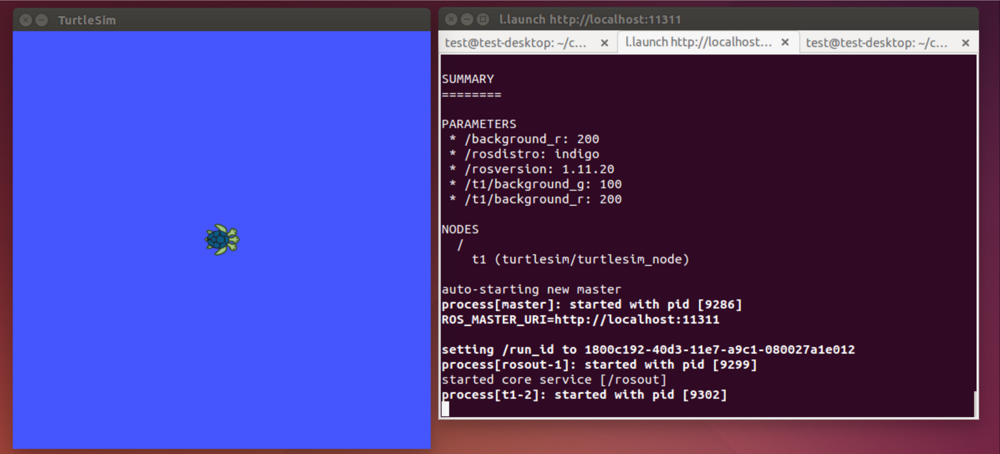 TurtleSim
l.launch http://localhost:11311
test@test-desktop: ~/c... × l.launch http://localhost... × test@test-desktop: ~/c... ×
SUMMARY
========
PARAMETERS
* /background_r: 200
* /rosdistro: indigo
* /rosversion: 1.11.20
* /t1/background_g: 100
* /t1/background_r: 200
NODES
/
t1 (turtlesim/turtlesim_node)
auto-starting new master
process[master]: started with pid [9286]
ROS_MASTER_URI=http://localhost:11311
setting /run_id to 1800c192-40d3-11e7-a9c1-080027a1e012
process[rosout-1]: started with pid [9299]
started core service [/rosout]
process[t1-2]: started with pid [9302]